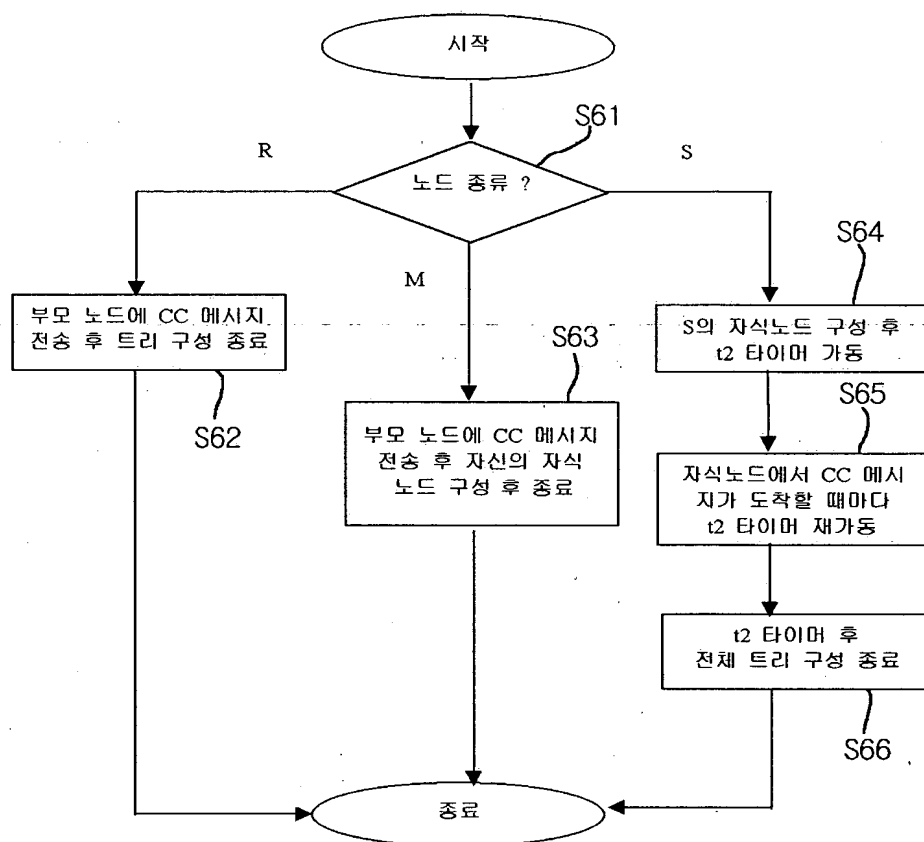 시작
S61
R
S
노드 종류 ?
S64
M
부모 노드에 CC 메시지
전송 후 트리 구성 종료
S62
S63
부모 노드에 CC 메시지
전송 후 자신의 자식
노드 구성 후 종료
S의 자식노드 구성 후
t2 타이머 가동
S65
자식노드에서 CC 메시
지가 도착할 때마다
t2 타이머 재가동
t2 타이머 후
전체 트리 구성 종료
S66
종료